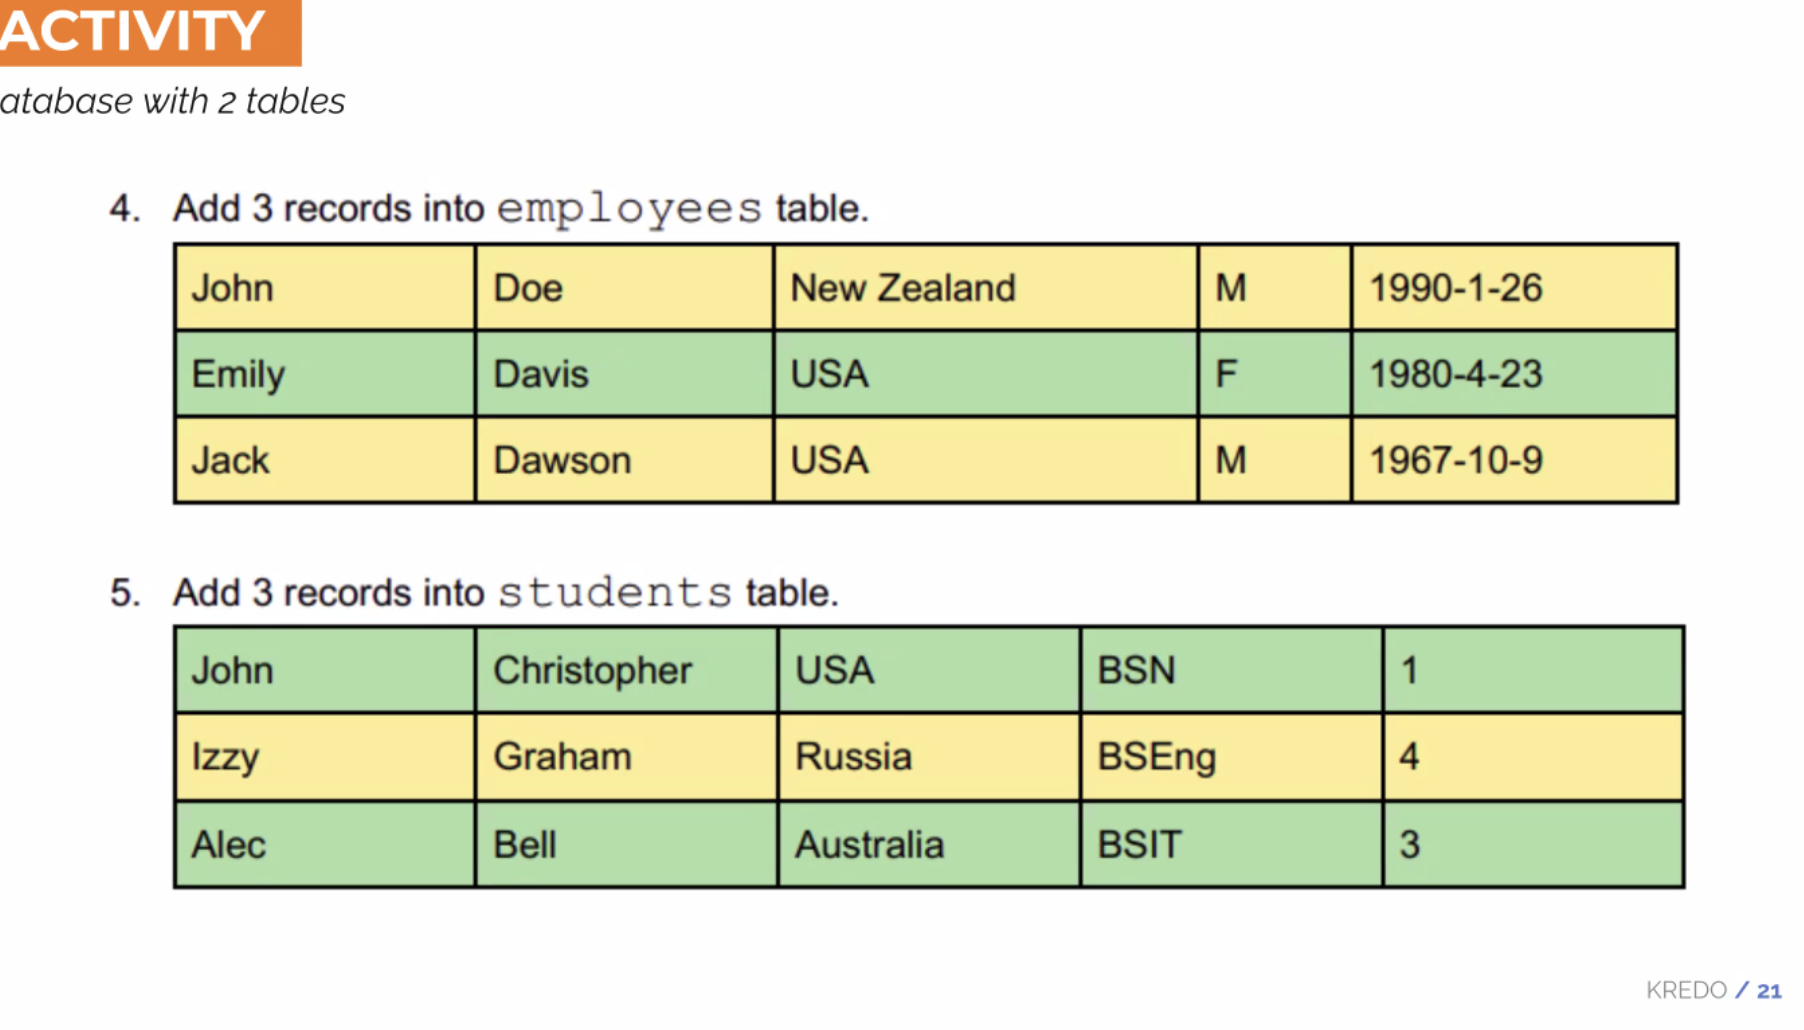 ACTIVITY
atabase with 2 tables
4. Add 3 records into employees table.
John Doe New Zealand M 1990-1-26
Emily Davis USA F 1980-4-23
Jack Dawson USA M 1967-10-9
5. Add 3 records into students table.
John Christopher USA BSN 1
Izzy Graham Russia BSEng 4
Alec Bell Australia BSIT 3
KREDO / 21